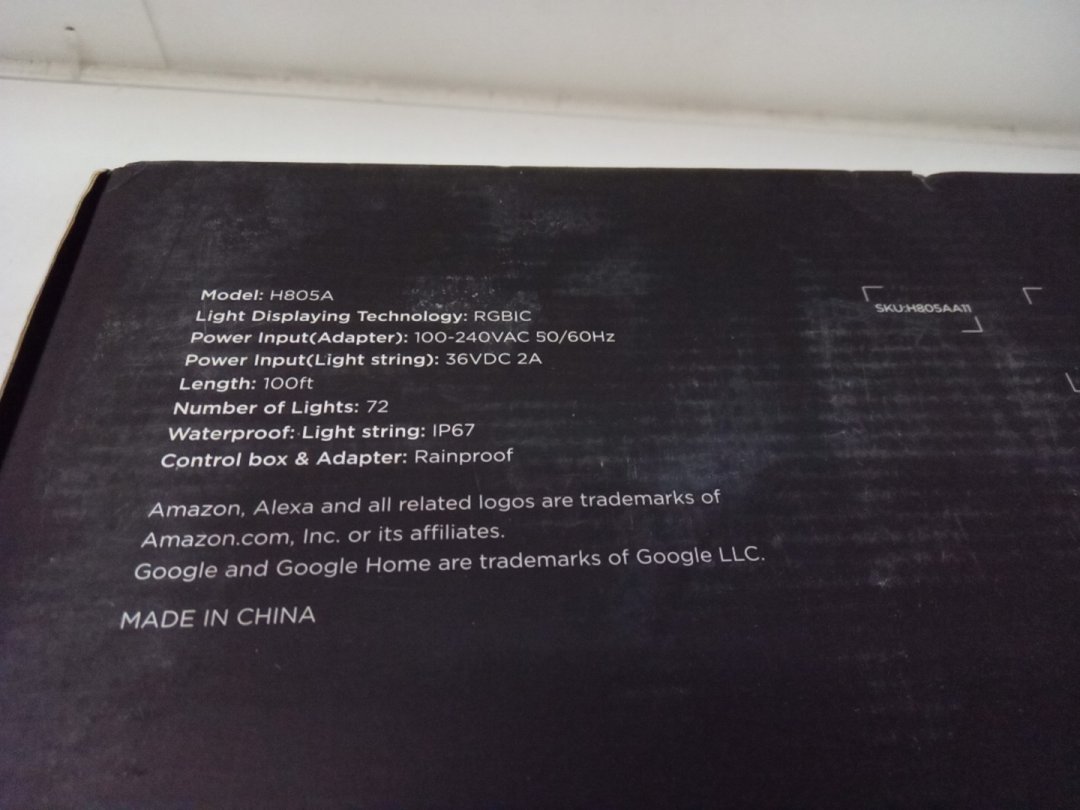 Model: H805A
Light Displaying Technology: RGBIC
Power Input(Adapter): 100-240VAC 50/60Hz
Power Input(Light string): 36VDC 2A
Length: 100ft
Number of Lights: 72
Waterproof: Light string: IP67
Control box & Adapter: Rainproof
Amazon, Alexa and all related logos are trademarks of
Amazon.com, Inc. or its affiliates.
Google and Google Home are trademarks of Google LLC.
MADE IN CHINA
SKU:H805AA11